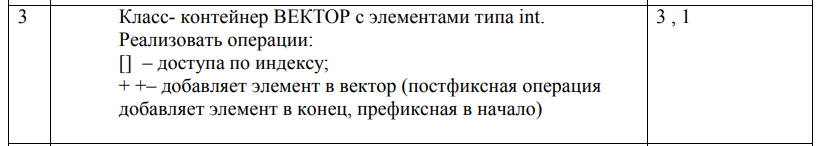 3 Класс- контейнер ВЕКТОР с элементами типа int. 3 , 1
Реализовать операции:
[] – доступа по индексу;
+ +– добавляет элемент в вектор (постфиксная операция
добавляет элемент в конец, префиксная в начало)